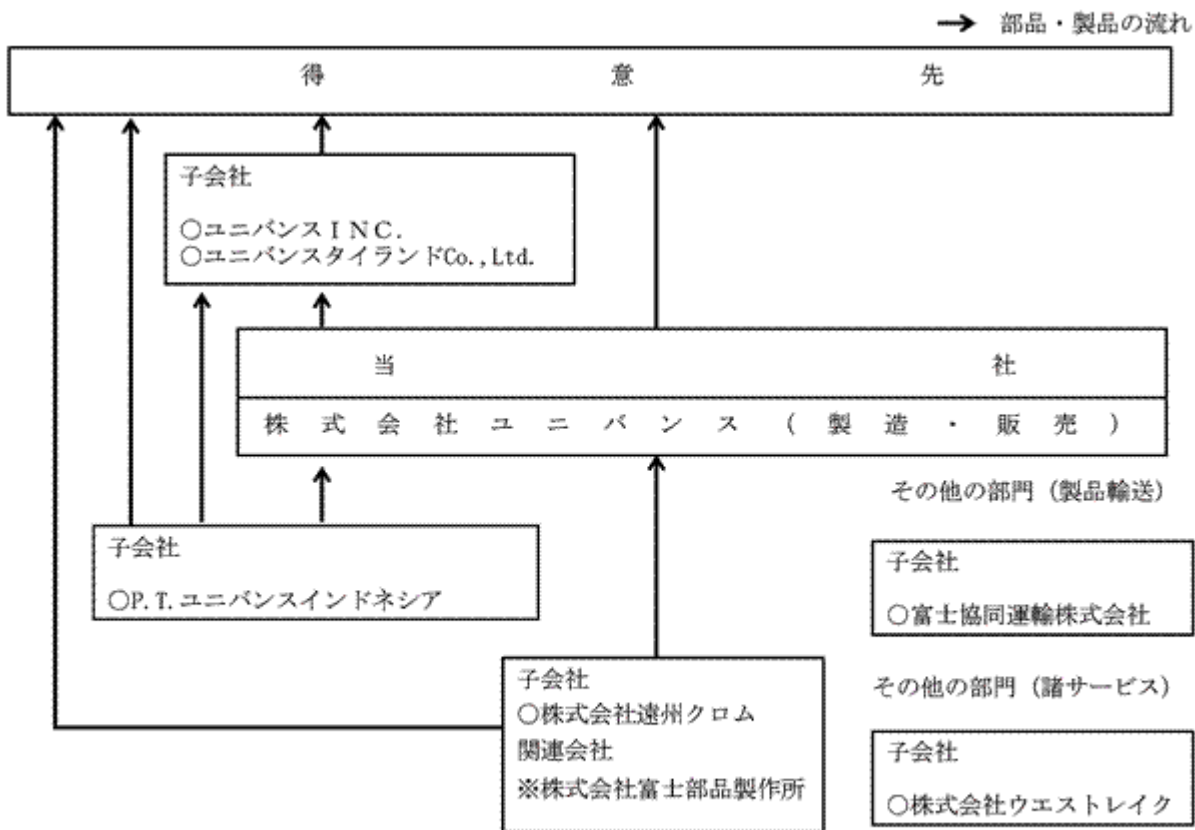 部品・製品の流れ
得意先
子会社
○ユニバンスＩＮＣ.
○ユニバンスタイランドCo.,Ltd.
当社
株式会社ユニバンス（製造・販売）
その他の部門（製品輸送）
子会社
○P.T.ユニバンスインドネシア
子会社
○富士協同運輸株式会社
その他の部門（諸サービス）
子会社
○株式会社遠州クロム
関連会社
※株式会社富士部品製作所
子会社
○株式会社ウエストレイク